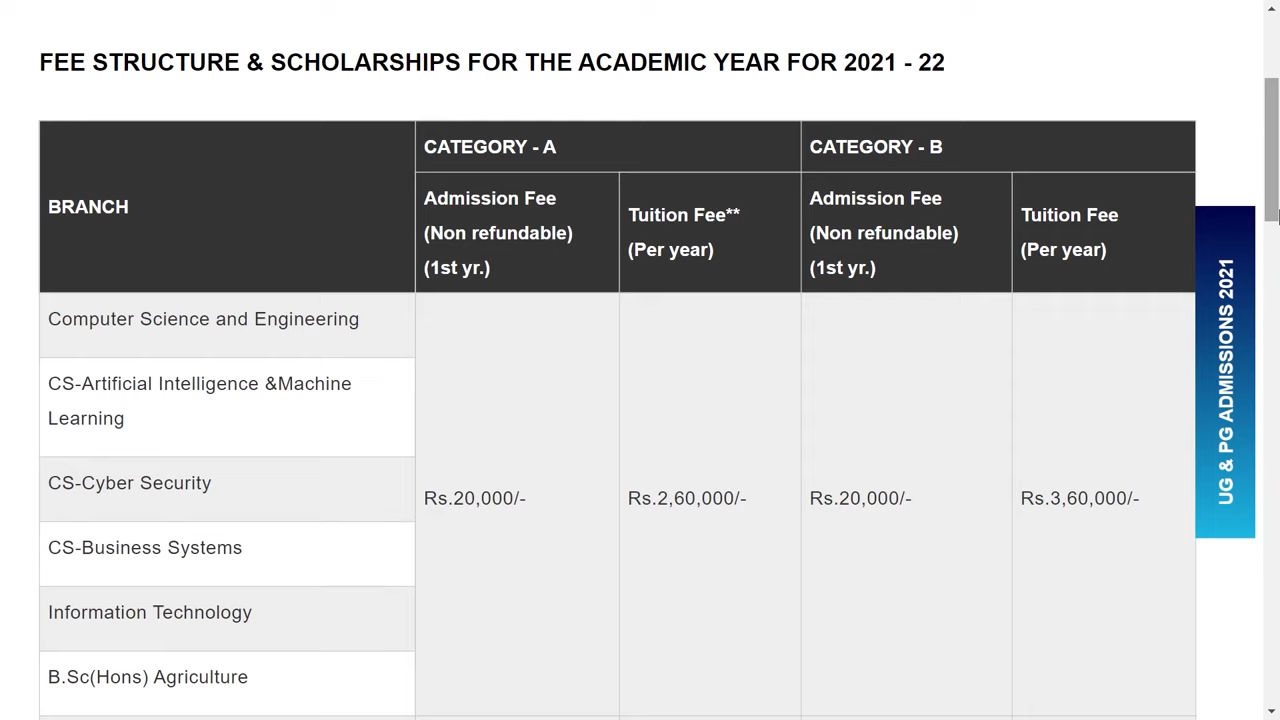 FEE STRUCTURE & SCHOLARSHIPS FOR THE ACADEMIC YEAR FOR 2021 - 22
BRANCH
CATEGORY - A
CATEGORY - B
Admission Fee
(Non refundable)
(1st yr.)
Tuition Fee**
(Per year)
Admission Fee
(Non refundable)
(1st yr.)
Tuition Fee
(Per year)
Computer Science and Engineering
CS-Artificial Intelligence &Machine
Learning
CS-Cyber Security
CS-Business Systems
Information Technology
B.Sc(Hons) Agriculture
Rs.20,000/-
Rs.2,60,000/-
Rs.20,000/-
Rs.3,60,000/-
UG & PG ADMISSIONS 2021